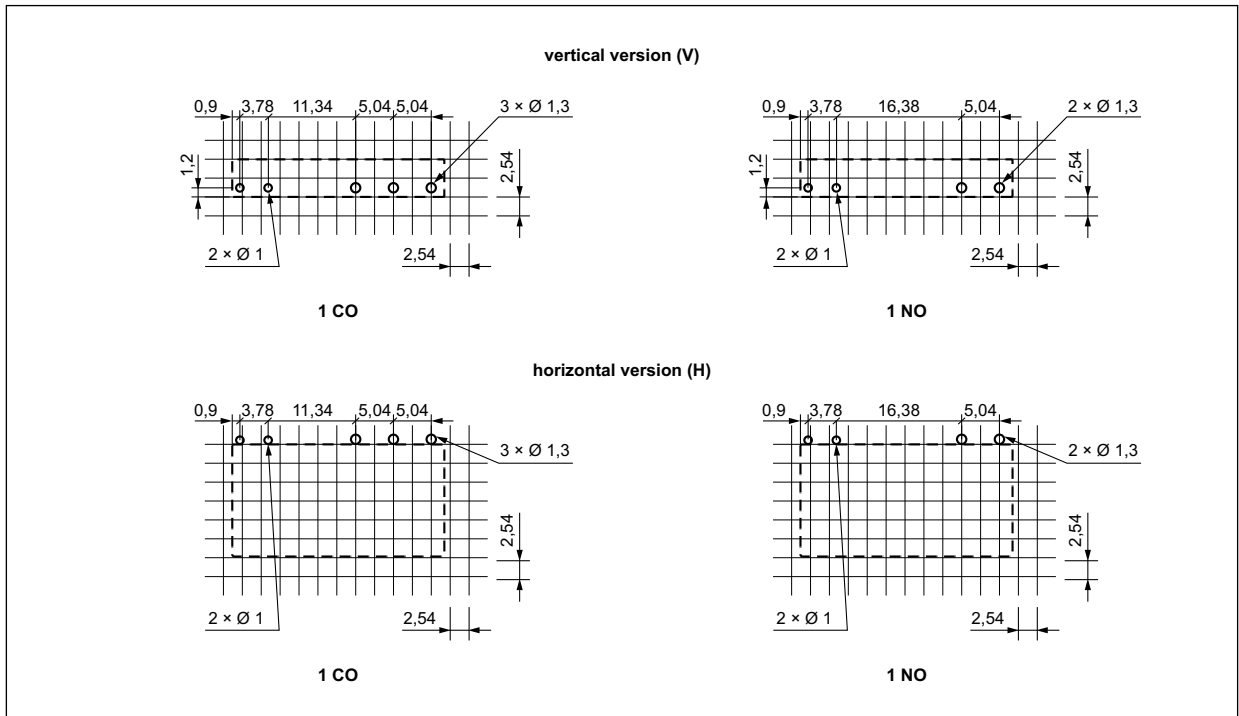 vertical version (V)
0,9 3,78 11,34 5,04 5,04 3 × Ø 1,3
1,2
2,54
2 × Ø 1 2,54
1 CO
0,9 3,78 16,38 5,04 2 × Ø 1,3
1,2
2,54
2 × Ø 1 2,54
1 NO
horizontal version (H)
0,9 3,78 11,34 5,04 5,04
3 × Ø 1,3
2,54
2 × Ø 1 2,54
1 CO
0,9 3,78 16,38 5,04
2 × Ø 1,3
2,54
2 × Ø 1 2,54
1 NO